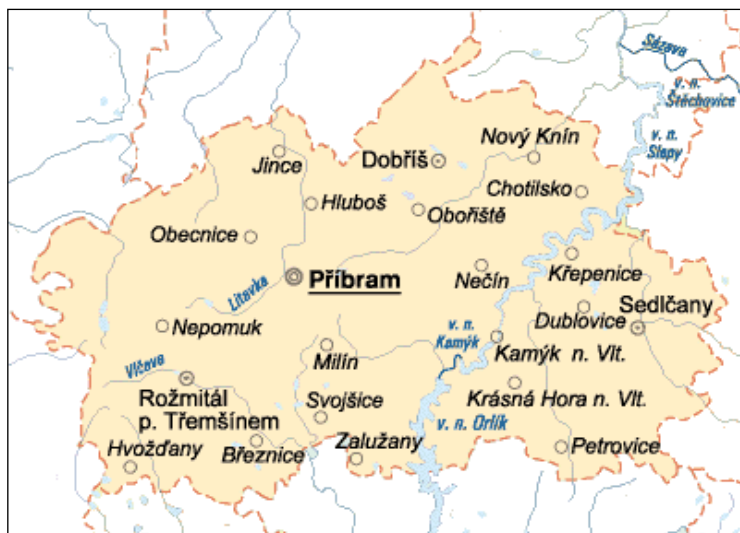 Sázava
v. n.
Štěchovice
v. n.
Slapy
Nový Knín
Jince
Dobříš
Hluboš
Chotilsko
Obořiště
Obecnice
Křepenice
Nečín
Příbram
Litavka
Sedlčany
Dublovice
Nepomuk
v. n.
Kamýk
Kamýk n. Vlt.
Milín
Vlčava
Rožmitál
p. Třemšínem
Krásná Hora n. Vlt.
Svojšice
v. n. Orlík
Hvožďany
Březnice
Zalužany
Petrovice